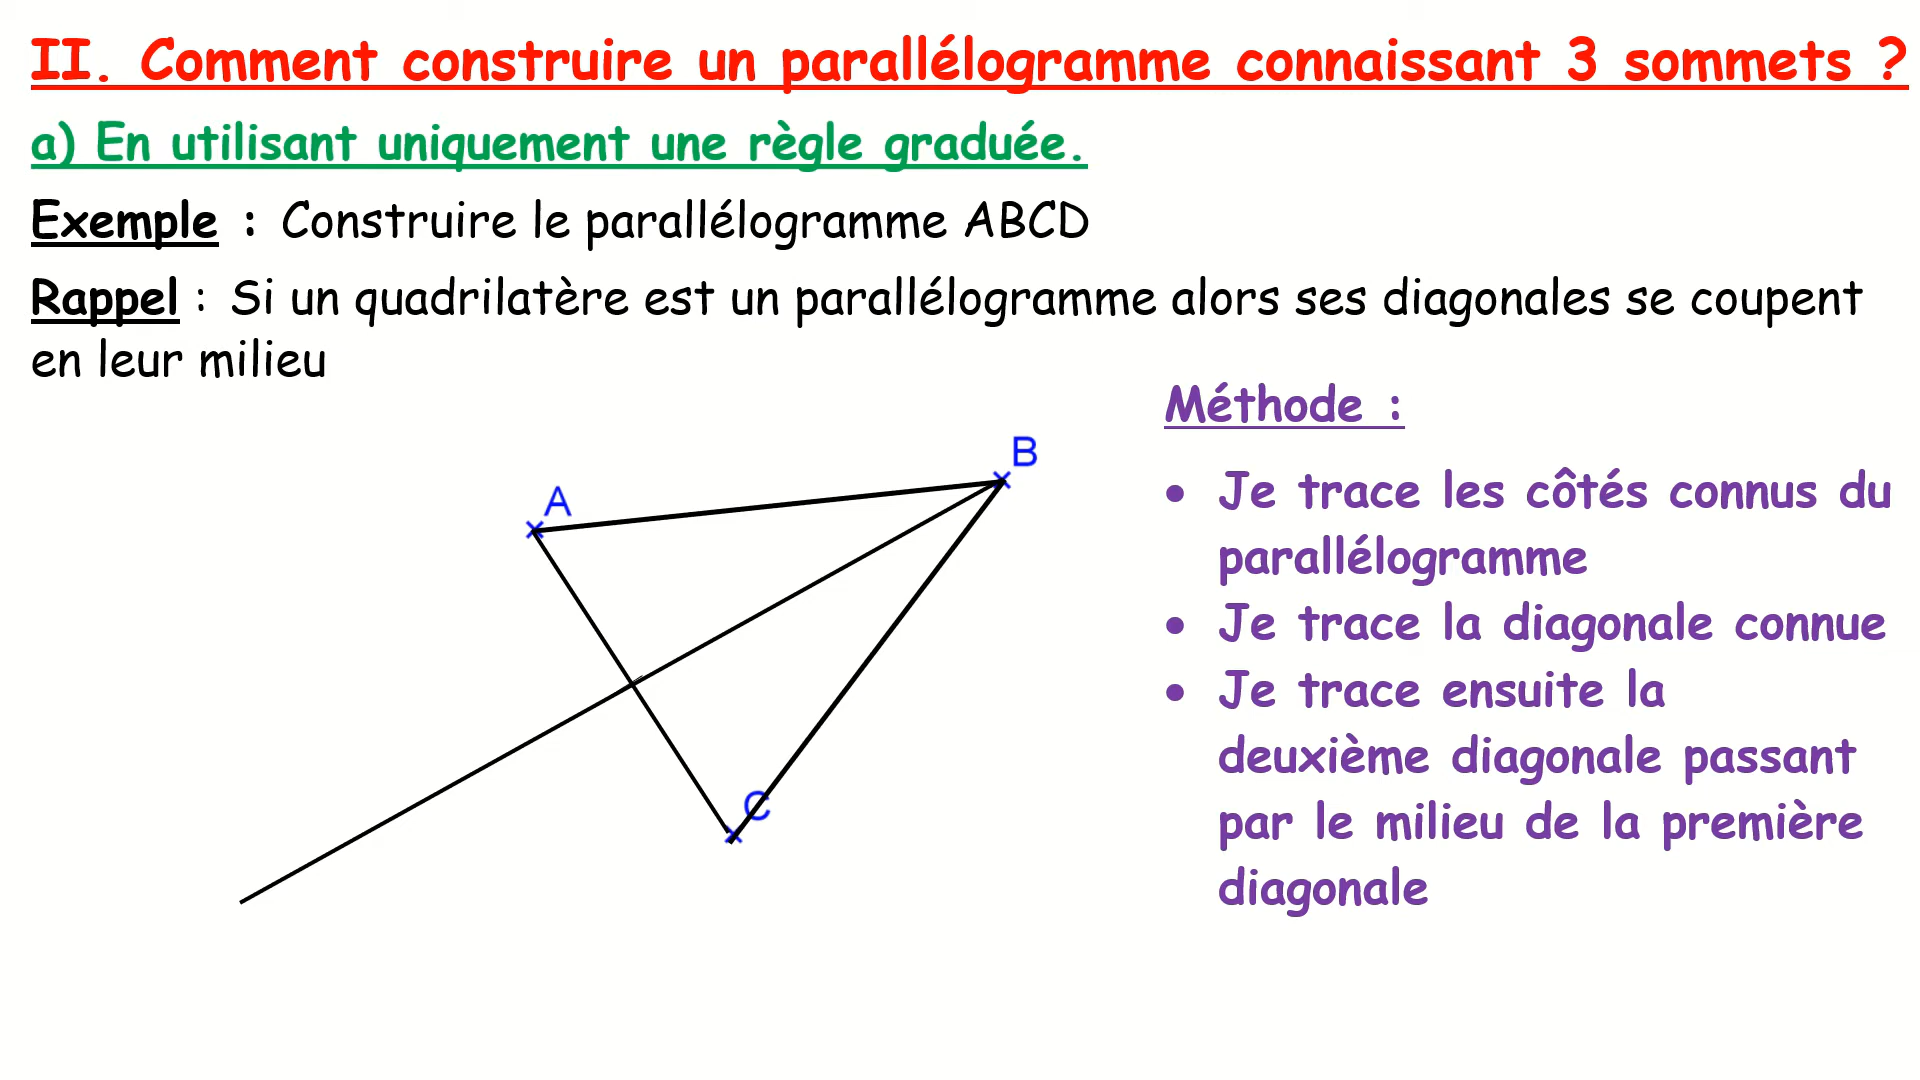 II. Comment construire un parallélogramme connaissant 3 sommets ?
a) En utilisant uniquement une règle graduée.
Exemple : Construire le parallélogramme ABCD
Rappel : Si un quadrilatère est un parallélogramme alors ses diagonales se coupent
en leur milieu
Méthode :
• Je trace les côtés connus du
parallélogramme
• Je trace la diagonale connue
• Je trace ensuite la
deuxième diagonale passant
par le milieu de la première
diagonale
B
A
C